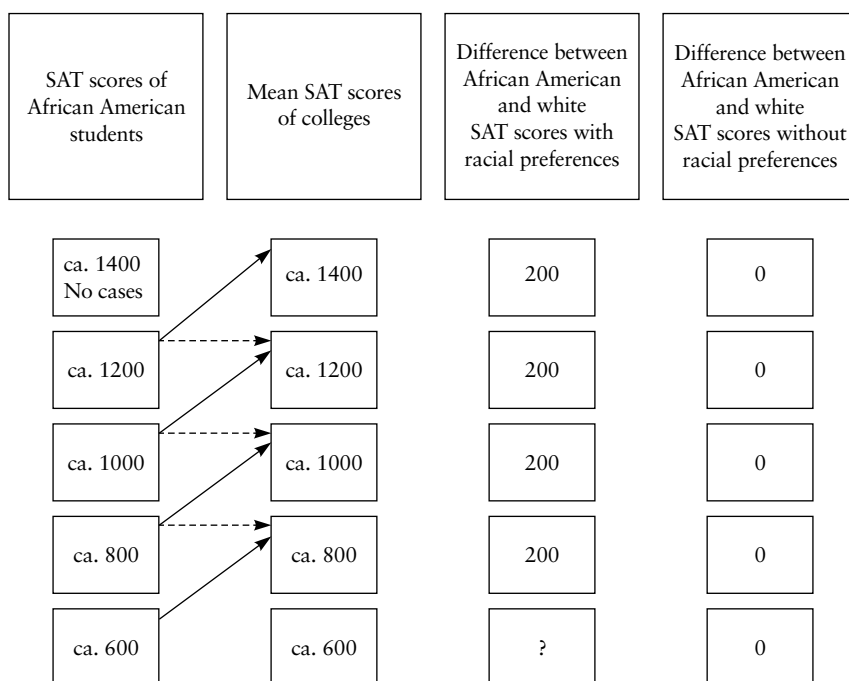 SAT scores of
African American
students
Mean SAT scores
of colleges
Difference between
African American
and white
SAT scores with
racial preferences
Difference between
African American
and white
SAT scores without
racial preferences
ca. 1400
No cases
ca. 1400
200
0
ca. 1200
ca. 1200
200
0
ca. 1000
ca. 1000
200
0
ca. 800
ca. 800
200
0
ca. 600
ca. 600
?
0